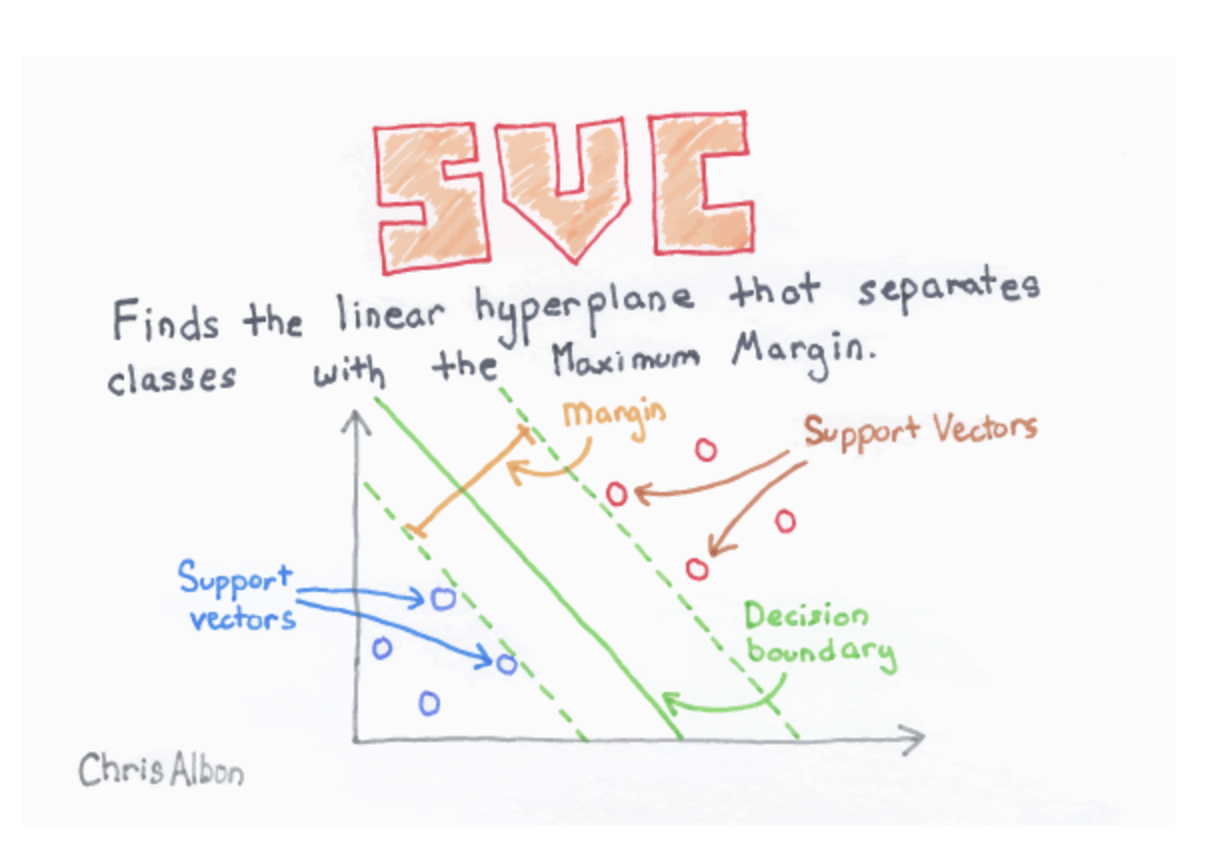 SVC
Finds the linear hyperplane thot separates
classes with the Maximum Margin.
margin
Support Vectors
Support
vectors
Decision
boundary
Chris Albon